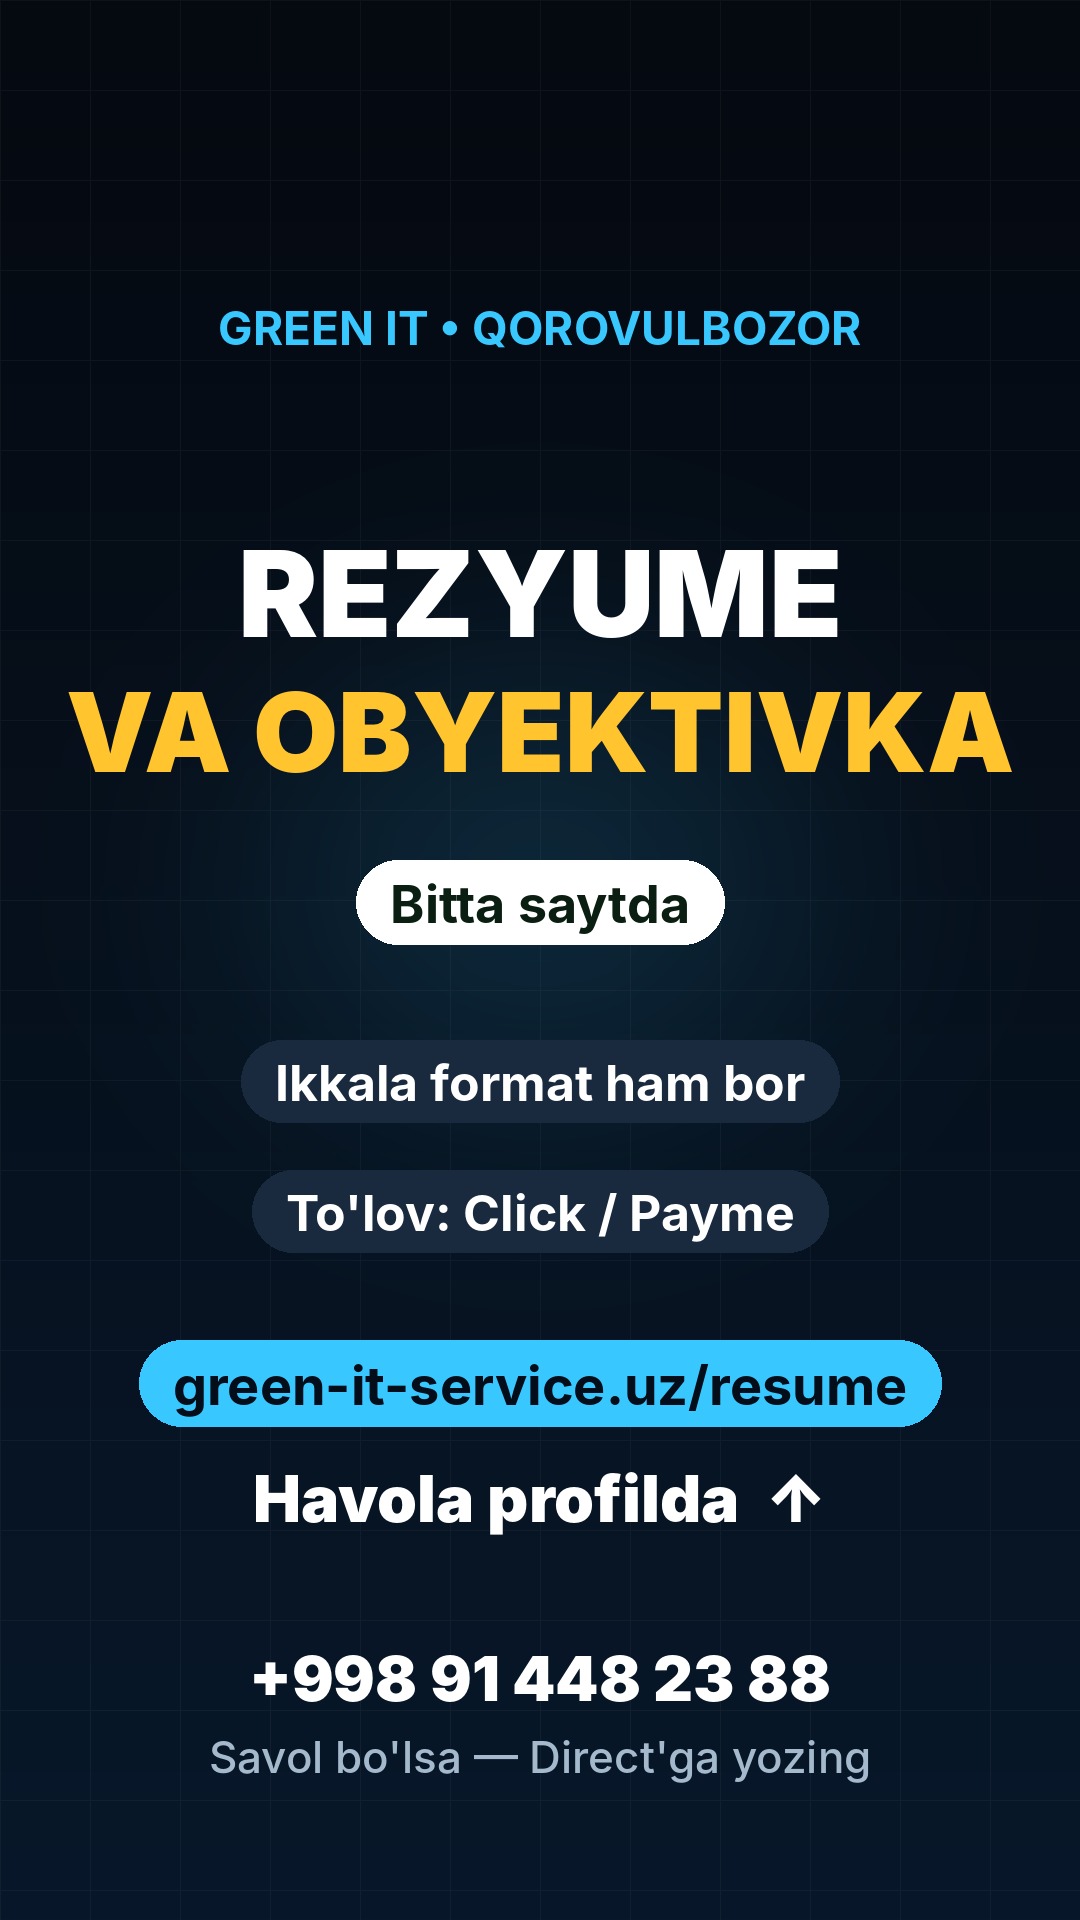 GREEN IT • QOROVULBOZOR
REZYUME
VA OBYEKTIVKA
Bitta saytda
Ikkala format ham bor
To'lov: Click / Payme
green-it-service.uz/resume
Havola profilda ↑
+998 91 448 23 88
Savol bo'lsa — Direct'ga yozing